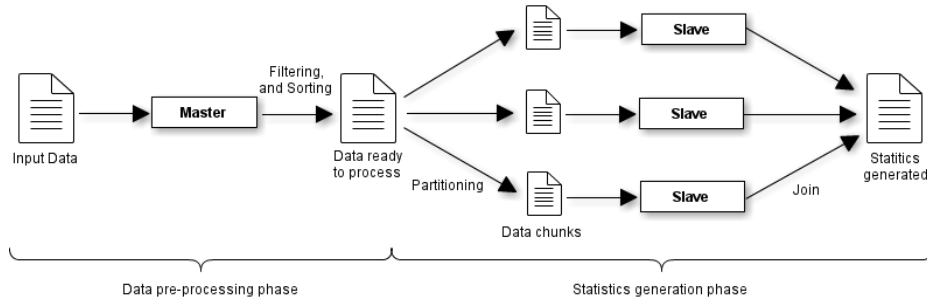 Slave
Filtering,
and Sorting
Master
Slave
Input Data
Data ready
to process
Statitics
generated
Partitioning
Slave
Join
Data chunks
Data pre-processing phase
Statistics generation phase